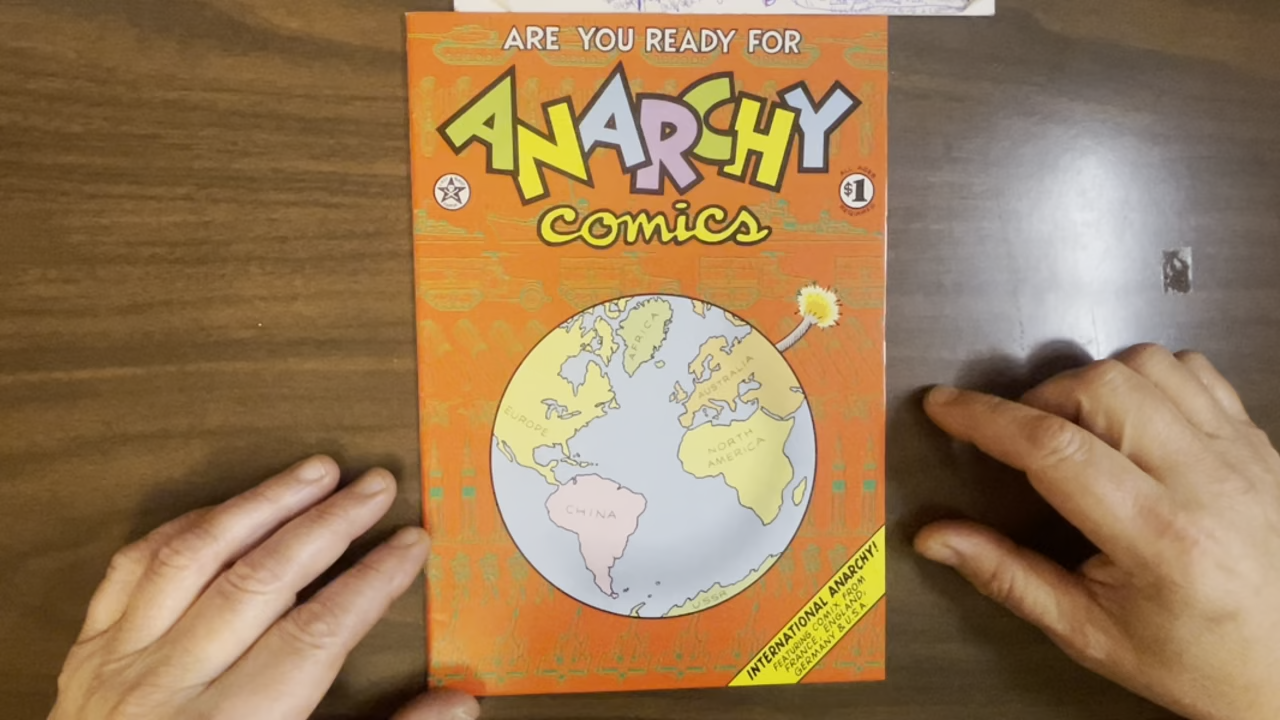 ARE YOU READY FOR
ANARCHY
comics
$1
AFRICA
EUROPE
AUSTRALIA
NORTH
AMERICA
CHINA
USSR
INTERNATIONAL ANARCHY!
FEATURING COMIX FROM
FRANCE, ENGLAND,
GERMANY & U.S.A